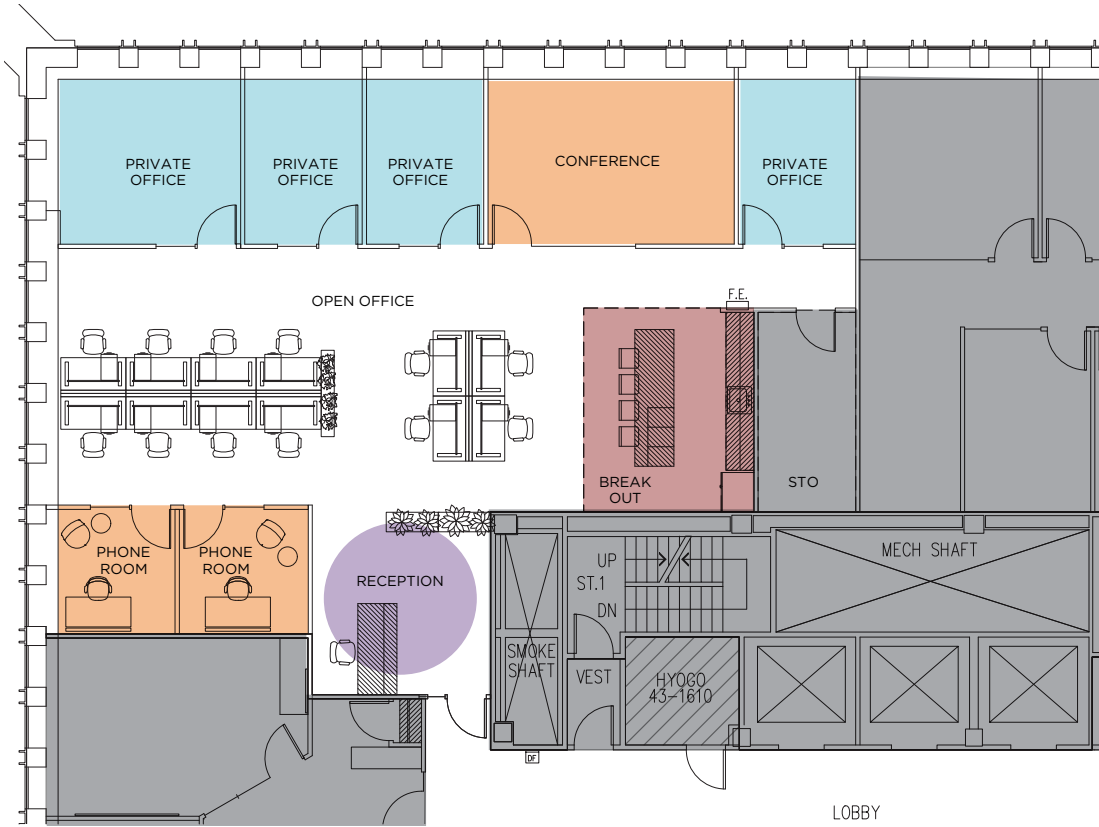 PRIVATE
OFFICE
PRIVATE
OFFICE
PRIVATE
OFFICE
CONFERENCE
PRIVATE
OFFICE
OPEN OFFICE
F.E.
BREAK
OUT
STO
PHONE
ROOM
PHONE
ROOM
RECEPTION
UP
ST.1
DN
MECH SHAFT
SMOKE
SHAFT
VEST
HYOGO
43-1610
DF
LOBBY